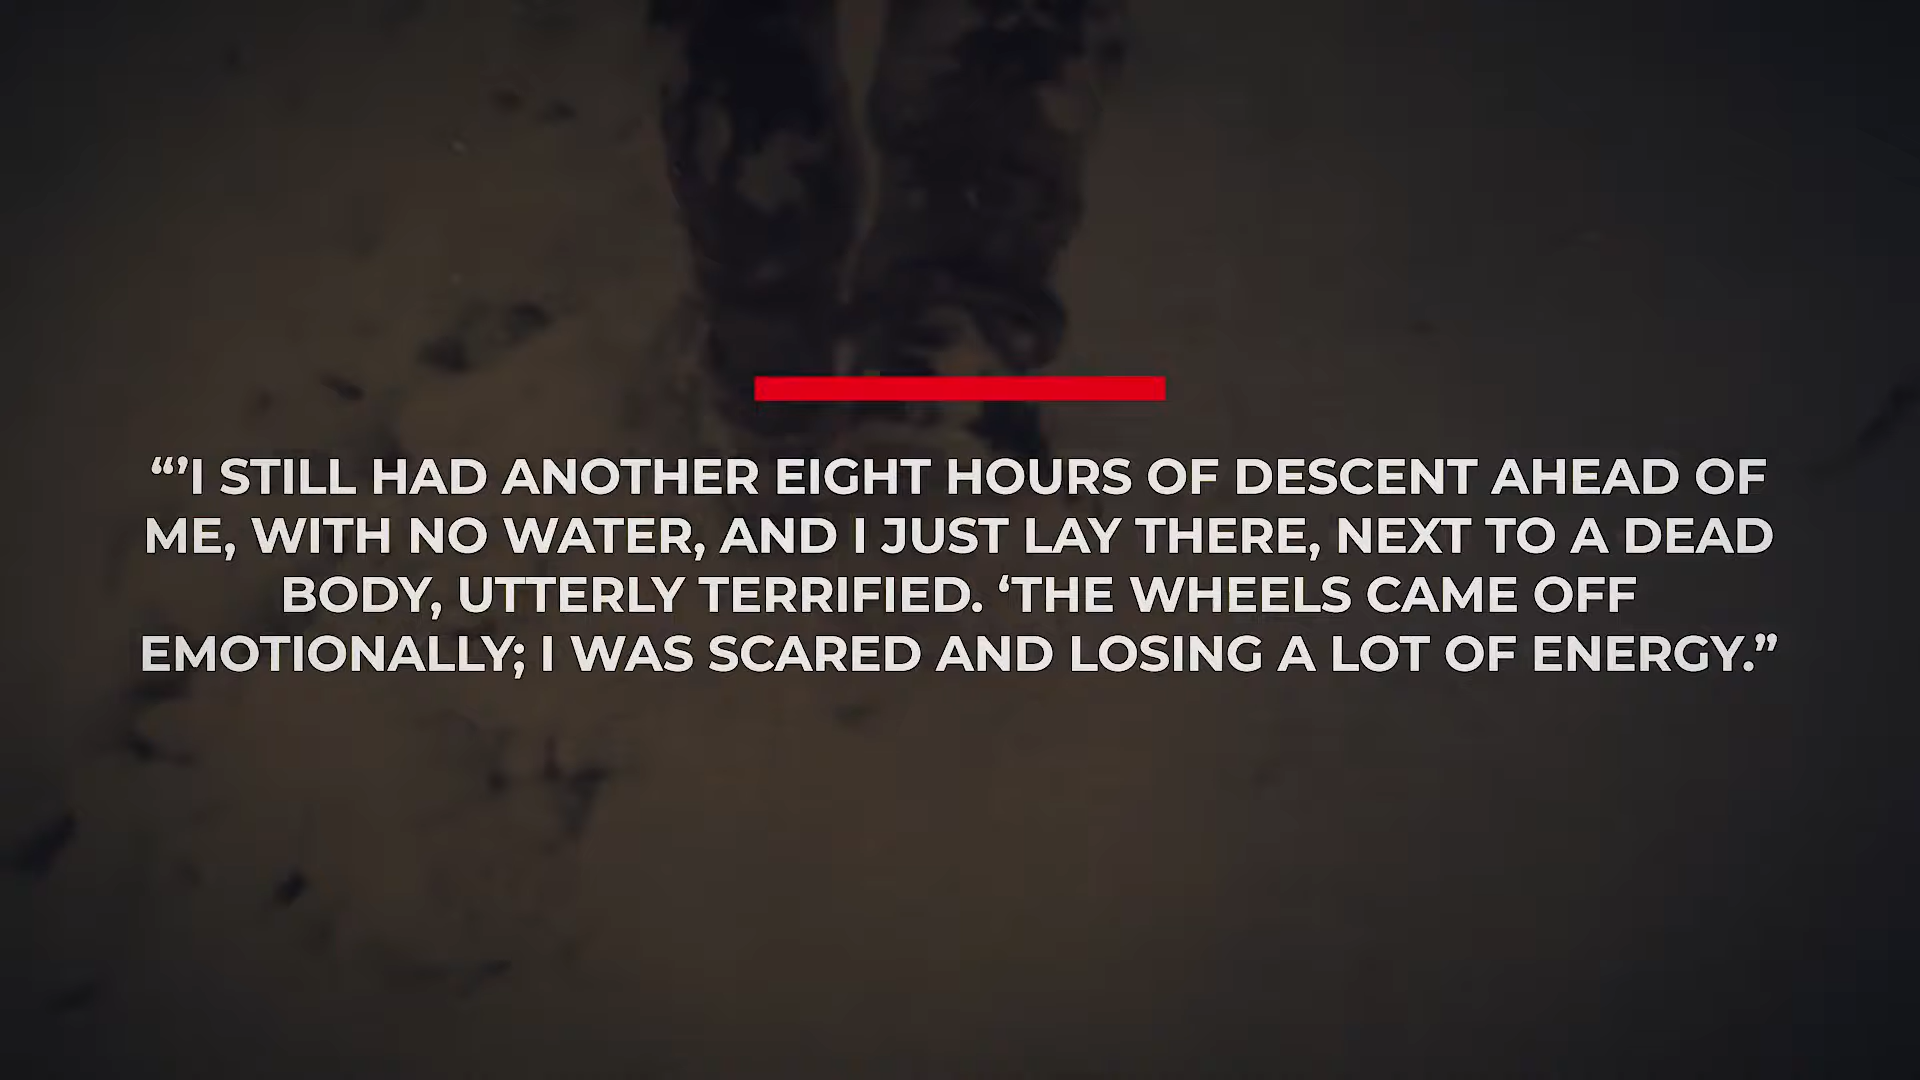 “’I STILL HAD ANOTHER EIGHT HOURS OF DESCENT AHEAD OF
ME, WITH NO WATER, AND I JUST LAY THERE, NEXT TO A DEAD
BODY, UTTERLY TERRIFIED. ‘THE WHEELS CAME OFF
EMOTIONALLY; I WAS SCARED AND LOSING A LOT OF ENERGY.”